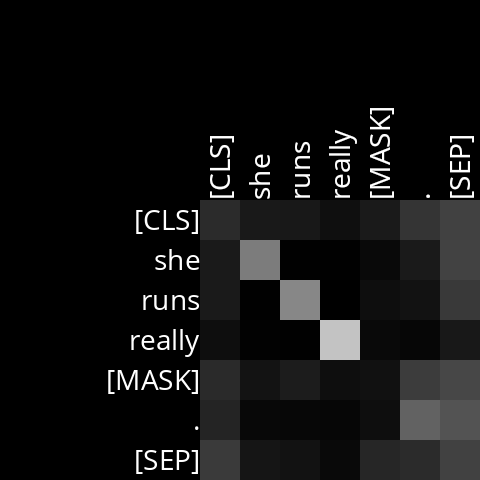 [CLS] she runs really [MASK] . [SEP]
[CLS]
she
runs
really
[MASK]
.
[SEP]